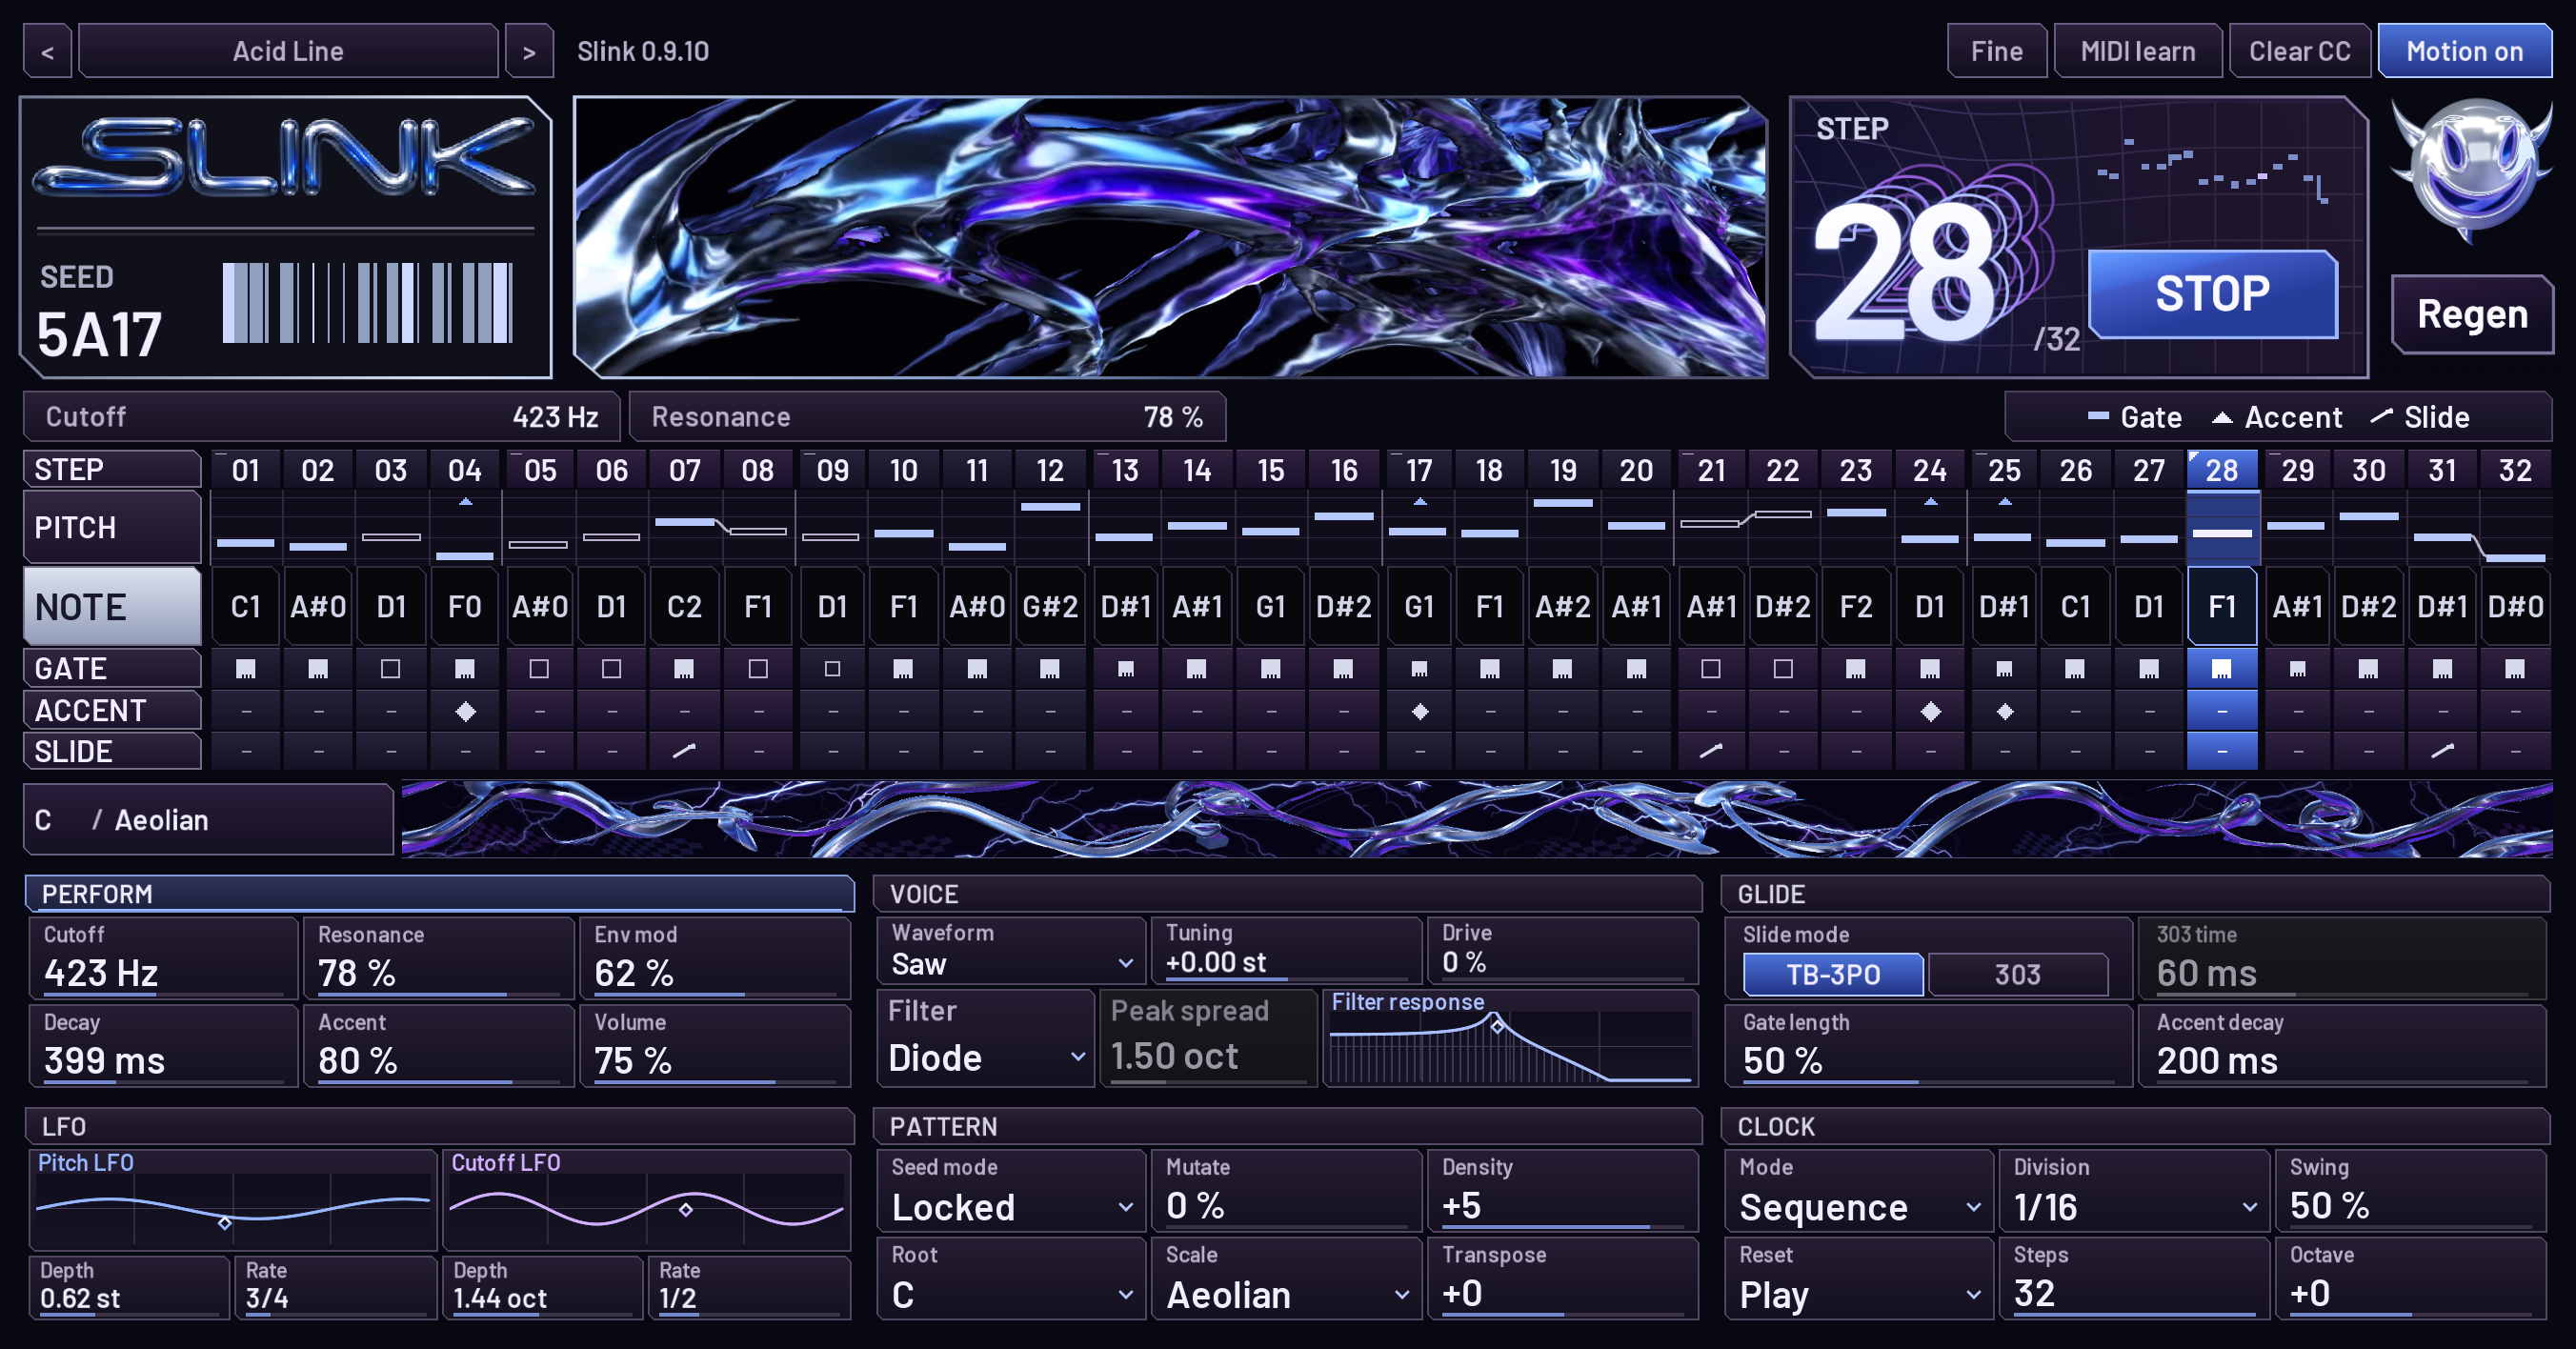 < Acid Line > Slink 0.9.10 Fine MIDI learn Clear CC Motion on
SLINK
SEED
5A17
STEP
28 /32
STOP
Regen
Cutoff 423 Hz Resonance 78 % Gate Accent Slide
STEP 01 02 03 04 05 06 07 08 09 10 11 12 13 14 15 16 17 18 19 20 21 22 23 24 25 26 27 28 29 30 31 32
PITCH
NOTE C1 A#0 D1 F0 A#0 D1 C2 F1 D1 F1 A#0 G#2 D#1 A#1 G1 D#2 G1 F1 A#2 A#1 A#1 D#2 F2 D1 D#1 C1 D1 F1 A#1 D#2 D#1 D#0
GATE
ACCENT
SLIDE
C / Aeolian
PERFORM
Cutoff Resonance Env mod
423 Hz 78 % 62 %
Decay Accent Volume
399 ms 80 % 75 %
VOICE
Waveform Tuning Drive
Saw +0.00 st 0 %
Filter Peak spread Filter response
Diode 1.50 oct
GLIDE
Slide mode 303 time
TB-3PO 303 60 ms
Gate length Accent decay
50 % 200 ms
LFO
Pitch LFO Cutoff LFO
Depth Rate Depth Rate
0.62 st 3/4 1.44 oct 1/2
PATTERN
Seed mode Mutate Density
Locked 0 % +5
Root Scale Transpose
C Aeolian +0
CLOCK
Mode Division Swing
Sequence 1/16 50 %
Reset Steps Octave
Play 32 +0